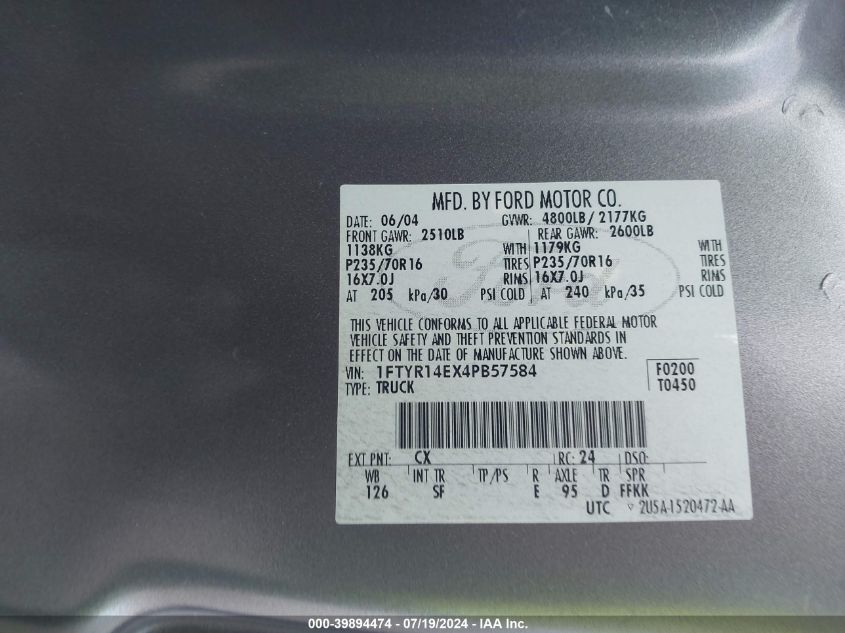 MFD. BY FORD MOTOR CO.
DATE: 06/04 GVWR: 4800LB/ 2177KG
FRONT GAWR: 2510LB REAR GAWR: 2600LB
1138KG WITH 1179KG WITH
P235/70R16 TIRES P235/70R16 TIRES
16X7.0J RIMS 16X7.0J RIMS
AT 205 kPa/30 PSI COLD AT 240 kPa/35 PSI COLD
Ford
THIS VEHICLE CONFORMS TO ALL APPLICABLE FEDERAL MOTOR
VEHICLE SAFETY AND THEFT PREVENTION STANDARDS IN
EFFECT ON THE DATE OF MANUFACTURE SHOWN ABOVE.
VIN: 1FTYR14EX4PB57584 F0200
TYPE: TRUCK T0450
EXT PNT: CX RC: 24 DSO:
WB INT TR TP/PS R AXLE TR SPR
126 SF E 95 D FFKK
UTC ▽ 2U5A-1520472-AA
000-39894474 - 07/19/2024 - IAA Inc.